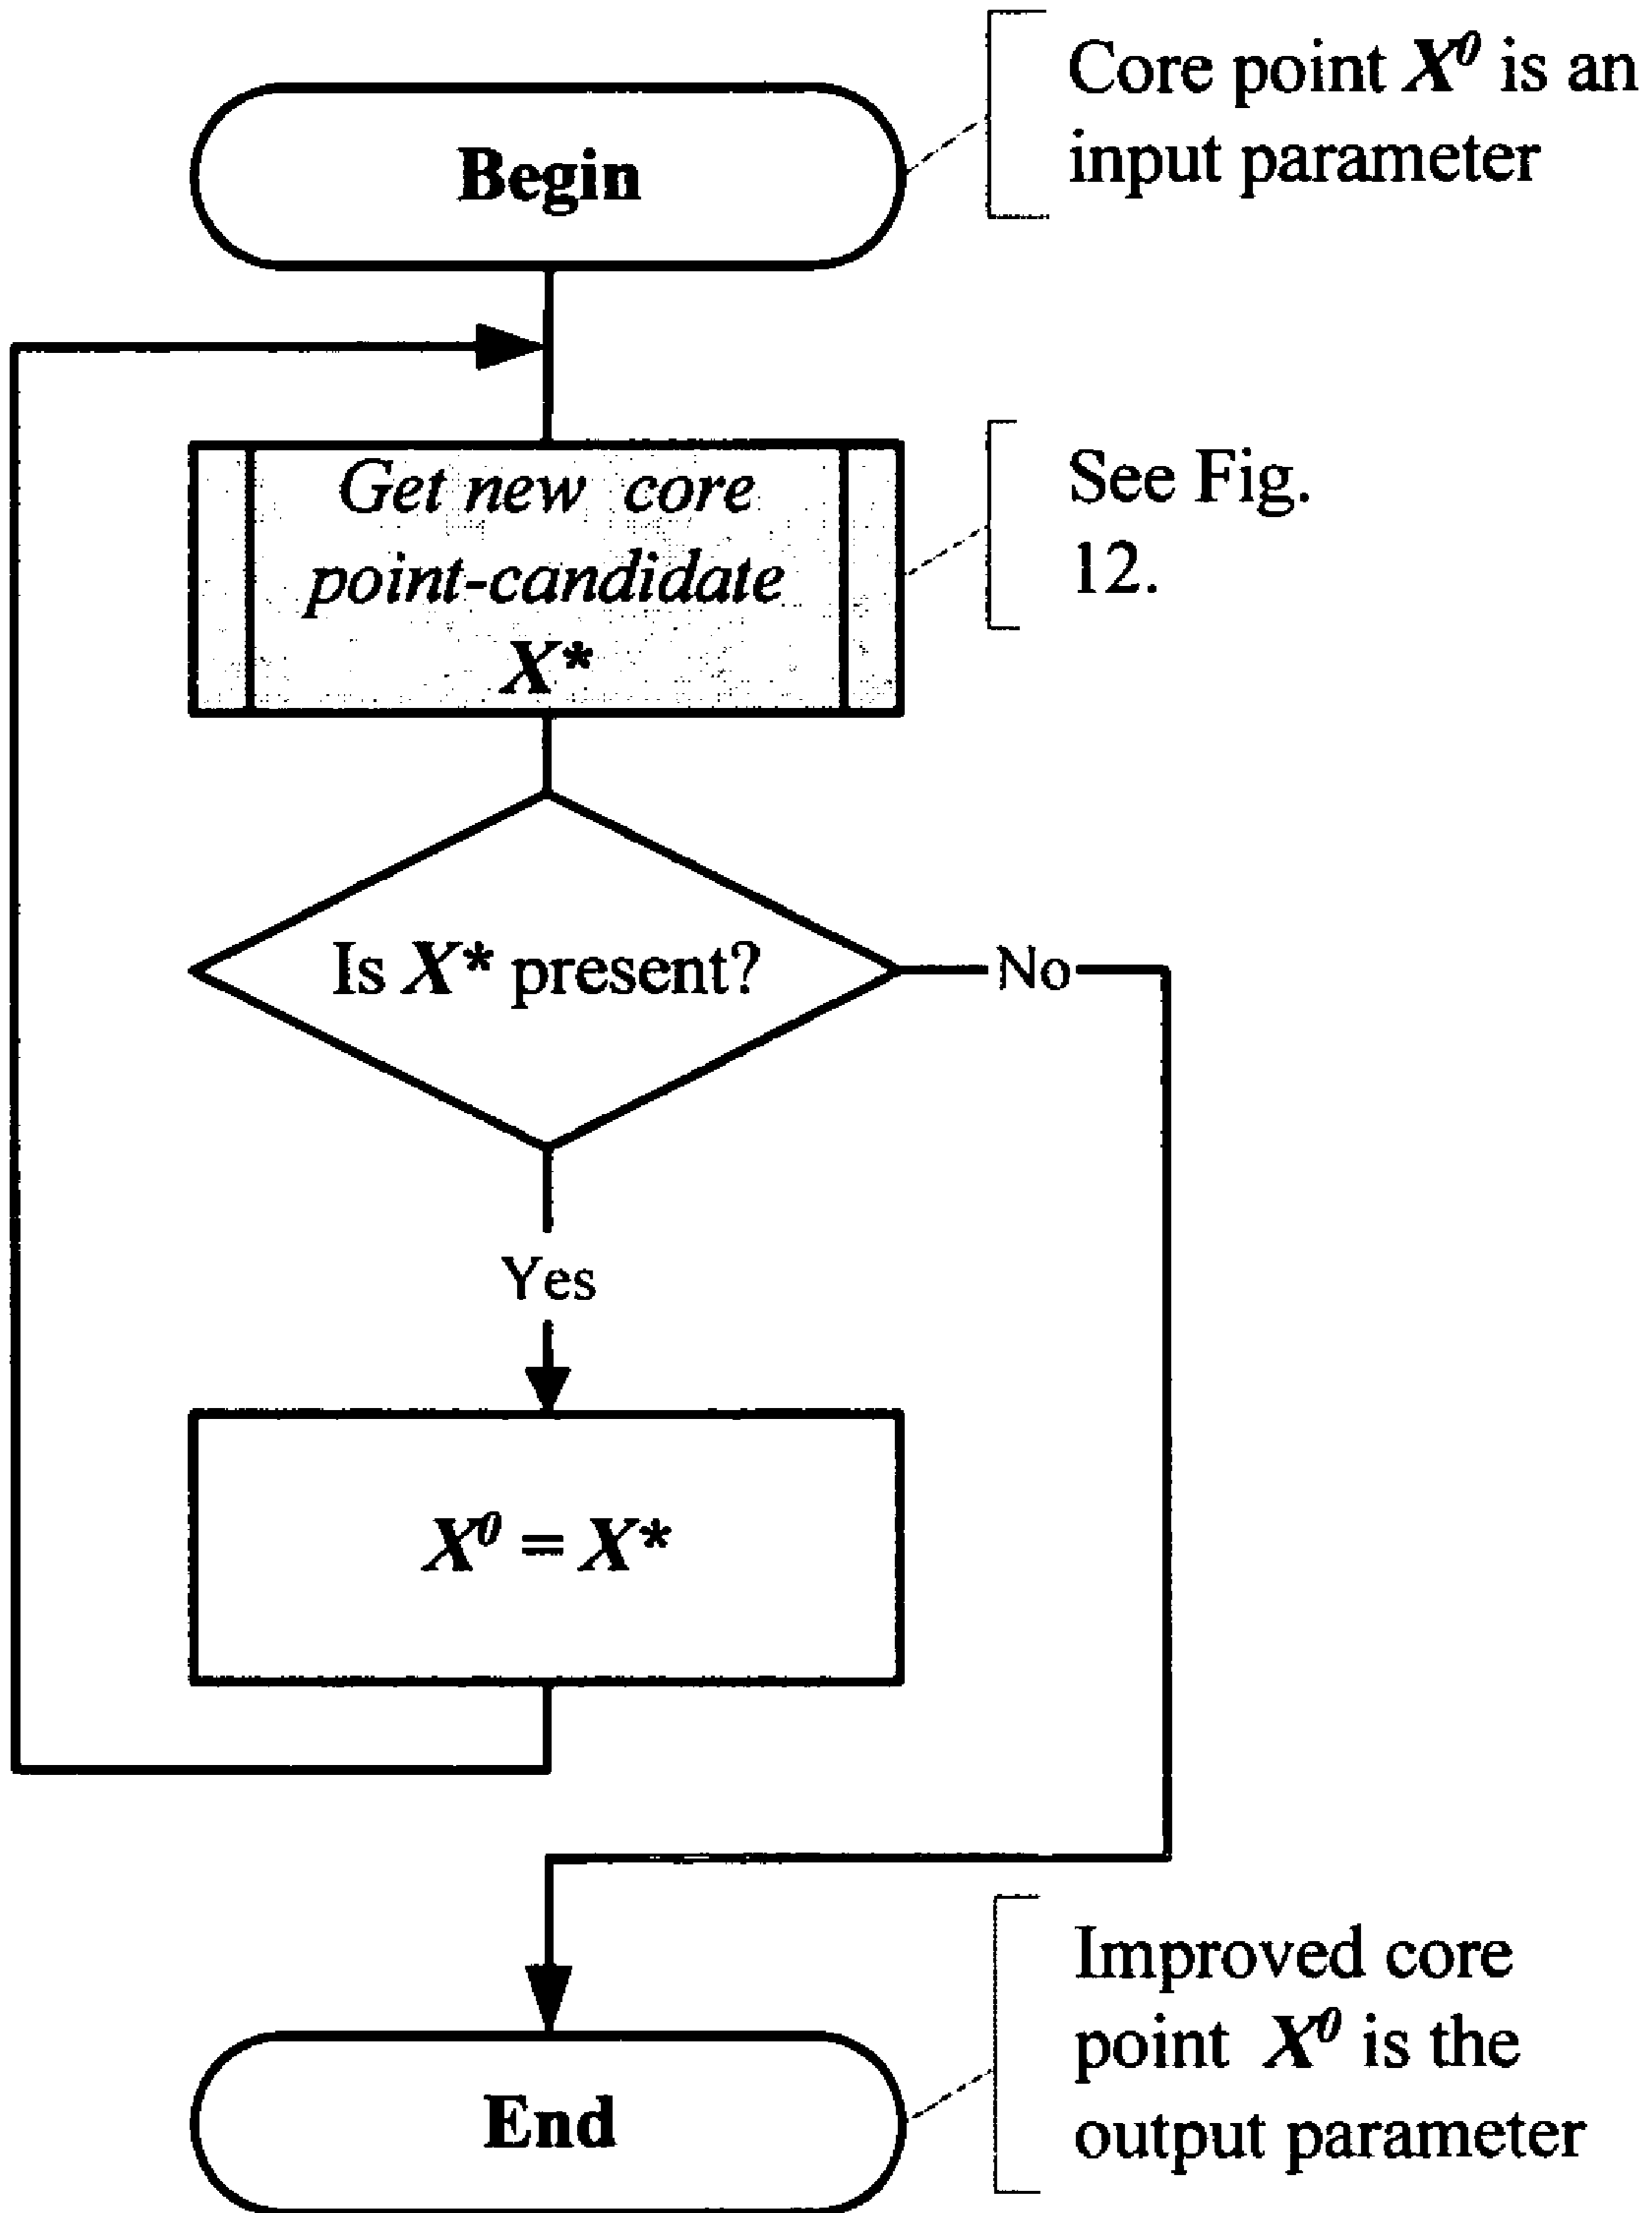 Core point X⁰ is an
input parameter
Begin
Get new core
point-candidate
X*
See Fig.
12.
Is X* present?
No
Yes
X⁰ = X*
Improved core
point X⁰ is the
output parameter
End